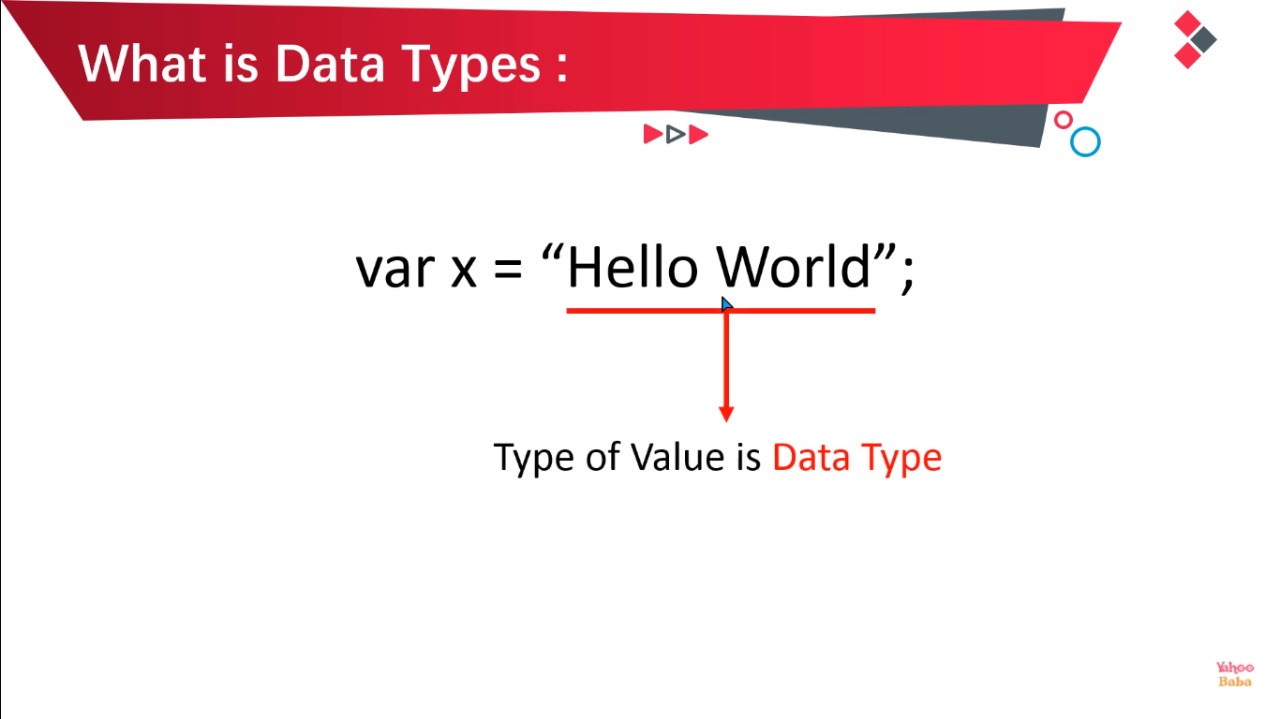 What is Data Types :
var x = “Hello World”;
Type of Value is Data Type
Yahoo
Baba